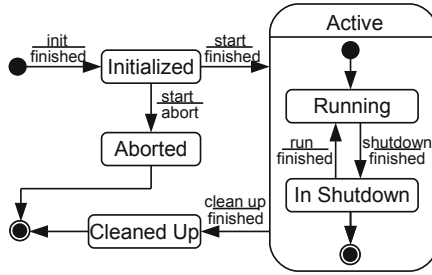 Active
init
finished
start
finished
Initialized
start
abort
Running
run
finished
shutdown
finished
Aborted
In Shutdown
clean up
finished
Cleaned Up